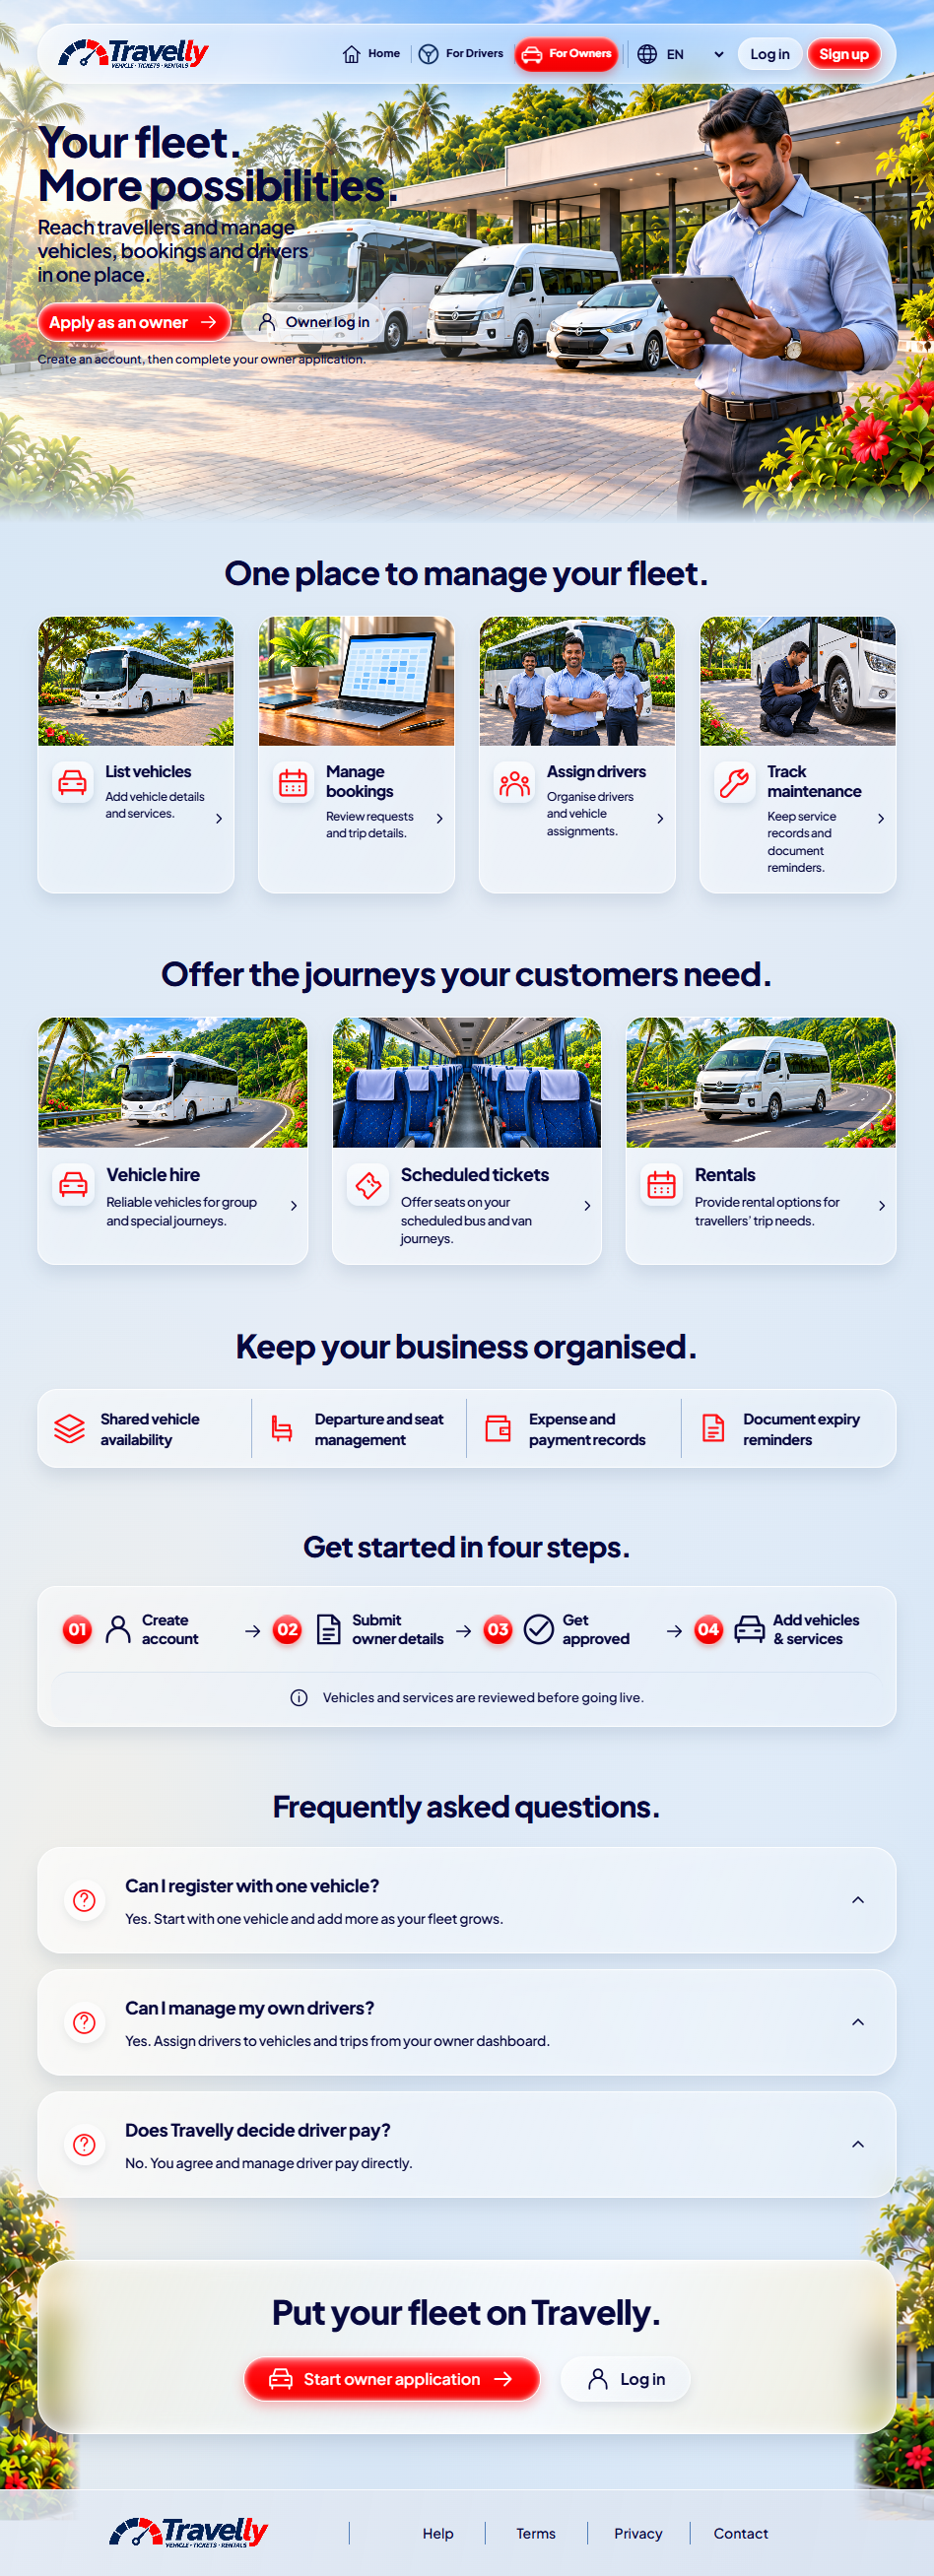 Travelly
VEHICLE • TICKETS • RENTALS
Home
For Drivers
For Owners
EN
Log in
Sign up
Your fleet.
More possibilities.
Reach travellers and manage
vehicles, bookings and drivers
in one place.
Apply as an owner
Owner log in
Create an account, then complete your owner application.
One place to manage your fleet.
List vehicles
Add vehicle details
and services.
Manage
bookings
Review requests
and trip details.
Assign drivers
Organise drivers
and vehicle
assignments.
Track
maintenance
Keep service
records and
document
reminders.
Offer the journeys your customers need.
Vehicle hire
Reliable vehicles for group
and special journeys.
Scheduled tickets
Offer seats on your
scheduled bus and van
journeys.
Rentals
Provide rental options for
travellers’ trip needs.
Keep your business organised.
Shared vehicle
availability
Departure and seat
management
Expense and
payment records
Document expiry
reminders
Get started in four steps.
01
Create
account
02
Submit
owner details
03
Get
approved
04
Add vehicles
& services
Vehicles and services are reviewed before going live.
Frequently asked questions.
Can I register with one vehicle?
Yes. Start with one vehicle and add more as your fleet grows.
Can I manage my own drivers?
Yes. Assign drivers to vehicles and trips from your owner dashboard.
Does Travelly decide driver pay?
No. You agree and manage driver pay directly.
Put your fleet on Travelly.
Start owner application
Log in
Travelly
VEHICLE • TICKETS • RENTALS
Help
Terms
Privacy
Contact